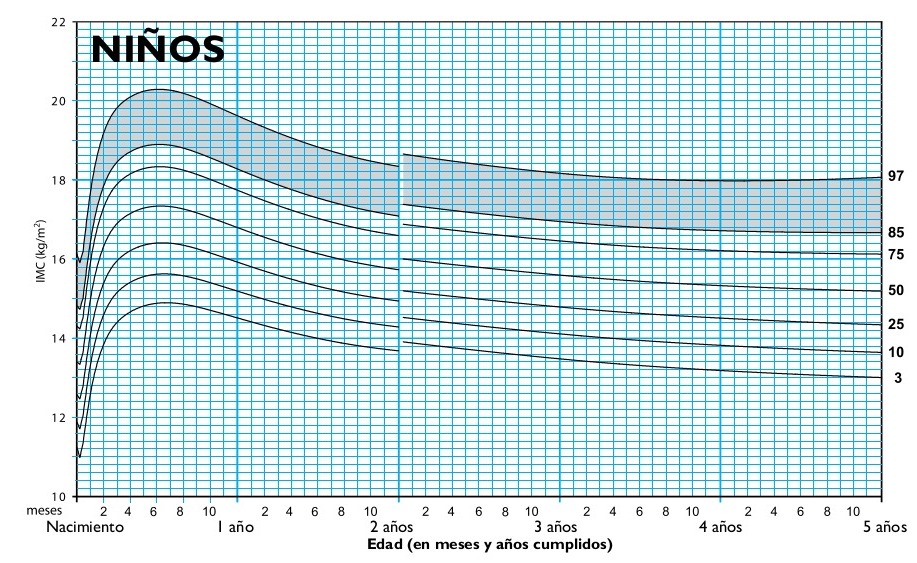 NIÑOS
22
20
18
16
14
12
10
IMC (kg/m²)
97
85
75
50
25
10
3
meses 2 4 6 8 10 2 4 6 8 10 2 4 6 8 10 2 4 6 8 10 2 4 6 8 10
Nacimiento 1 año 2 años 3 años 4 años 5 años
Edad (en meses y años cumplidos)